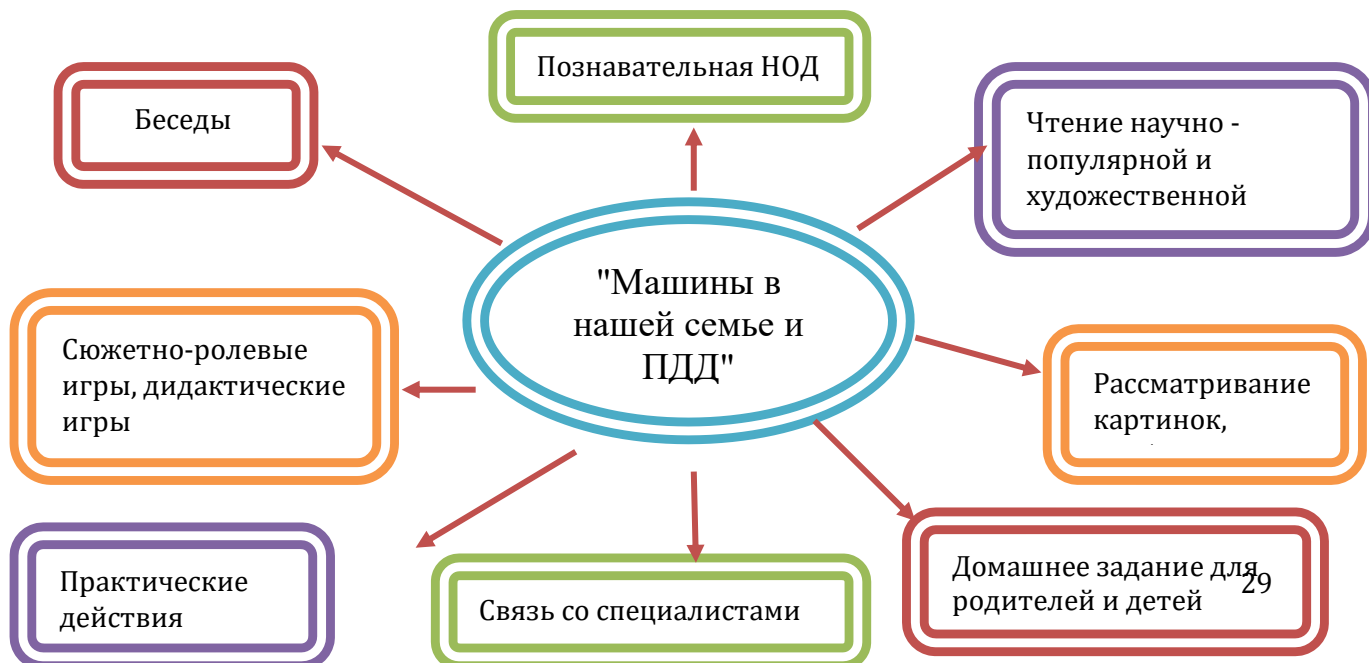 Познавательная НОД
Беседы
Чтение научно -
популярной и
художественной
"Машины в
нашей семье и
ПДД"
Сюжетно-ролевые
игры, дидактические
игры
Рассматривание
картинок,
Практические
действия
Связь со специалистами
Домашнее задание для
родителей и детей
29